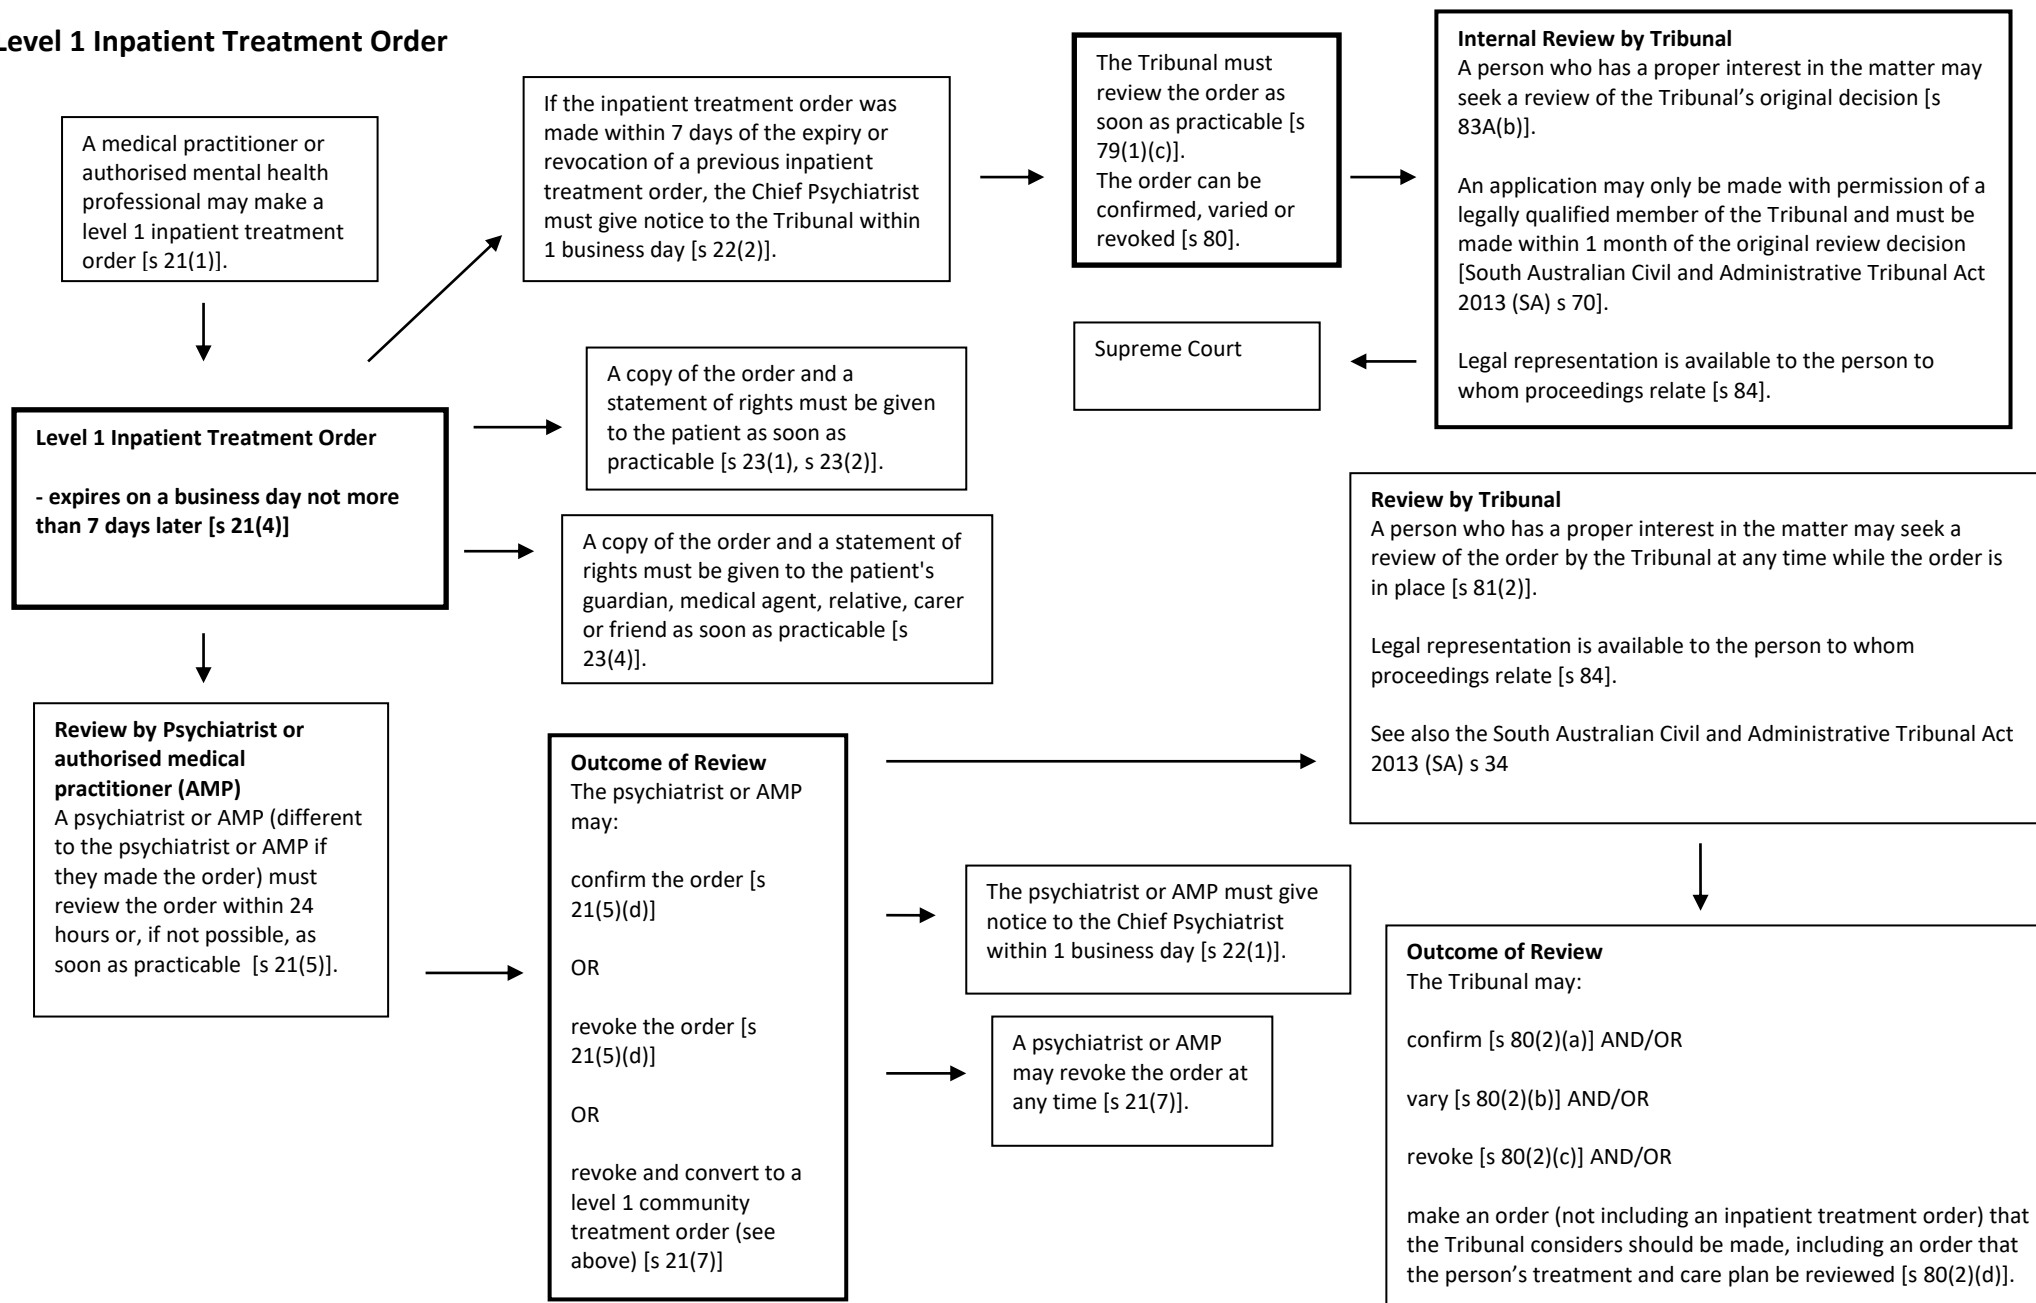 Level 1 Inpatient Treatment Order
A medical practitioner or
authorised mental health
professional may make a
level 1 inpatient treatment
order [s 21(1)].
If the inpatient treatment order was
made within 7 days of the expiry or
revocation of a previous inpatient
treatment order, the Chief Psychiatrist
must give notice to the Tribunal within
1 business day [s 22(2)].
The Tribunal must
review the order as
soon as practicable [s
79(1)(c)].
The order can be
confirmed, varied or
revoked [s 80].
Internal Review by Tribunal
A person who has a proper interest in the matter may
seek a review of the Tribunal’s original decision [s
83A(b)].
An application may only be made with permission of a
legally qualified member of the Tribunal and must be
made within 1 month of the original review decision
[South Australian Civil and Administrative Tribunal Act
2013 (SA) s 70].
Legal representation is available to the person to
whom proceedings relate [s 84].
Supreme Court
Level 1 Inpatient Treatment Order
- expires on a business day not more
than 7 days later [s 21(4)]
A copy of the order and a
statement of rights must be given
to the patient as soon as
practicable [s 23(1), s 23(2)].
A copy of the order and a statement of
rights must be given to the patient's
guardian, medical agent, relative, carer
or friend as soon as practicable [s
23(4)].
Review by Psychiatrist or
authorised medical
practitioner (AMP)
A psychiatrist or AMP (different
to the psychiatrist or AMP if
they made the order) must
review the order within 24
hours or, if not possible, as
soon as practicable  [s 21(5)].
Outcome of Review
The psychiatrist or AMP
may:
confirm the order [s
21(5)(d)]
OR
revoke the order [s
21(5)(d)]
OR
revoke and convert to a
level 1 community
treatment order (see
above) [s 21(7)]
The psychiatrist or AMP must give
notice to the Chief Psychiatrist
within 1 business day [s 22(1)].
A psychiatrist or AMP
may revoke the order at
any time [s 21(7)].
Review by Tribunal
A person who has a proper interest in the matter may seek a
review of the order by the Tribunal at any time while the order is
in place [s 81(2)].
Legal representation is available to the person to whom
proceedings relate [s 84].
See also the South Australian Civil and Administrative Tribunal Act
2013 (SA) s 34
Outcome of Review
The Tribunal may:
confirm [s 80(2)(a)] AND/OR
vary [s 80(2)(b)] AND/OR
revoke [s 80(2)(c)] AND/OR
make an order (not including an inpatient treatment order) that
the Tribunal considers should be made, including an order that
the person’s treatment and care plan be reviewed [s 80(2)(d)].